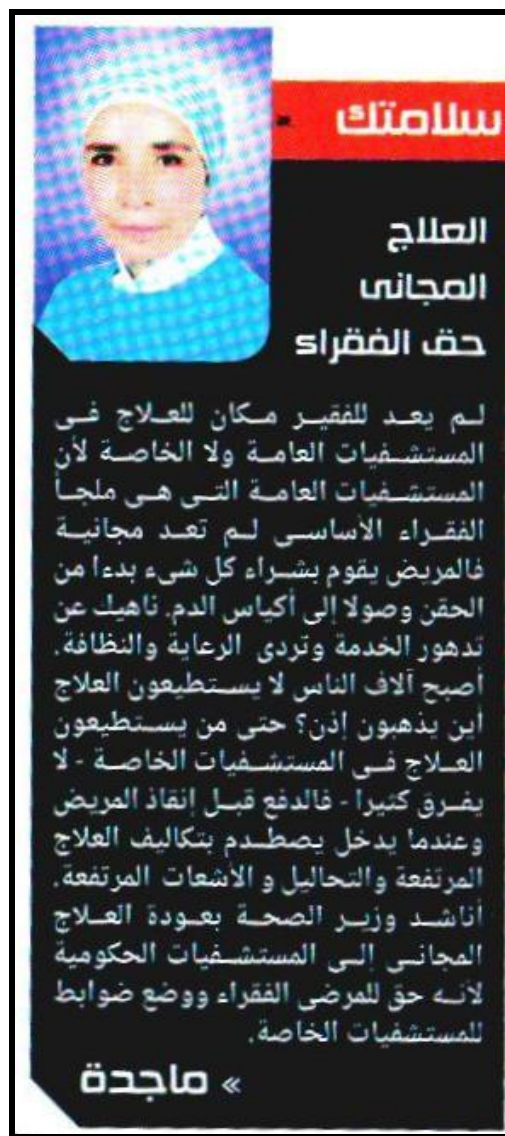 سلامتك
العلاج
المجانى
حق الفقراء
لم يعد للفقير مكان للعلاج فى
المستشفيات العامة ولا الخاصة لأن
المستشفيات العامة التى هى ملجأ
الفقراء الأساسى لم تعد مجانية
فالمريض يقوم بشراء كل شىء بدءا من
الحقن وصولا إلى أكياس الدم. ناهيك عن
تدهور الخدمة وتردى الرعاية والنظافة.
أصبح آلاف الناس لا يستطيعون العلاج
أين يذهبون إذن؟ حتى من يستطيعون
العلاج فى المستشفيات الخاصة - لا
يفرق كثيرا - فالدفع قبل إنقاذ المريض
وعندما يدخل يصطدم بتكاليف العلاج
المرتفعة والتحاليل و الأشعات المرتفعة.
أناشد وزير الصحة بعودة العلاج
المجانى إلى المستشفيات الحكومية
لأنه حق للمرضى الفقراء ووضع ضوابط
للمستشفيات الخاصة.
» ماجدة